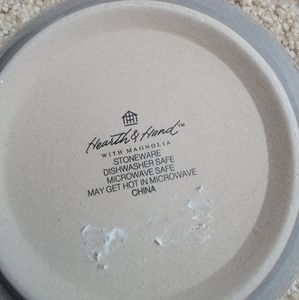 Hearth & Hand™
WITH MAGNOLIA
STONEWARE
DISHWASHER SAFE
MICROWAVE SAFE
MAY GET HOT IN MICROWAVE
CHINA